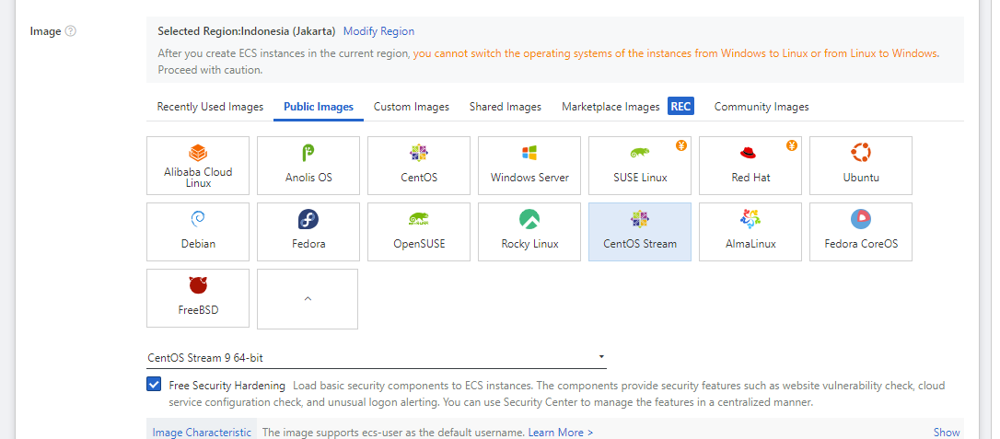 Image
Selected Region:Indonesia (Jakarta) Modify Region
After you create ECS instances in the current region, you cannot switch the operating systems of the instances from Windows to Linux or from Linux to Windows.
Proceed with caution.
Recently Used Images Public Images Custom Images Shared Images Marketplace Images REC Community Images
Alibaba Cloud
Linux
Anolis OS
CentOS
Windows Server
¥
SUSE Linux
¥
Red Hat
Ubuntu
Debian
Fedora
OpenSUSE
Rocky Linux
CentOS Stream
AlmaLinux
Fedora CoreOS
FreeBSD
CentOS Stream 9 64-bit
Free Security Hardening Load basic security components to ECS instances. The components provide security features such as website vulnerability check, cloud
service configuration check, and unusual logon alerting. You can use Security Center to manage the features in a centralized manner.
Image Characteristic The image supports ecs-user as the default username. Learn More > Show